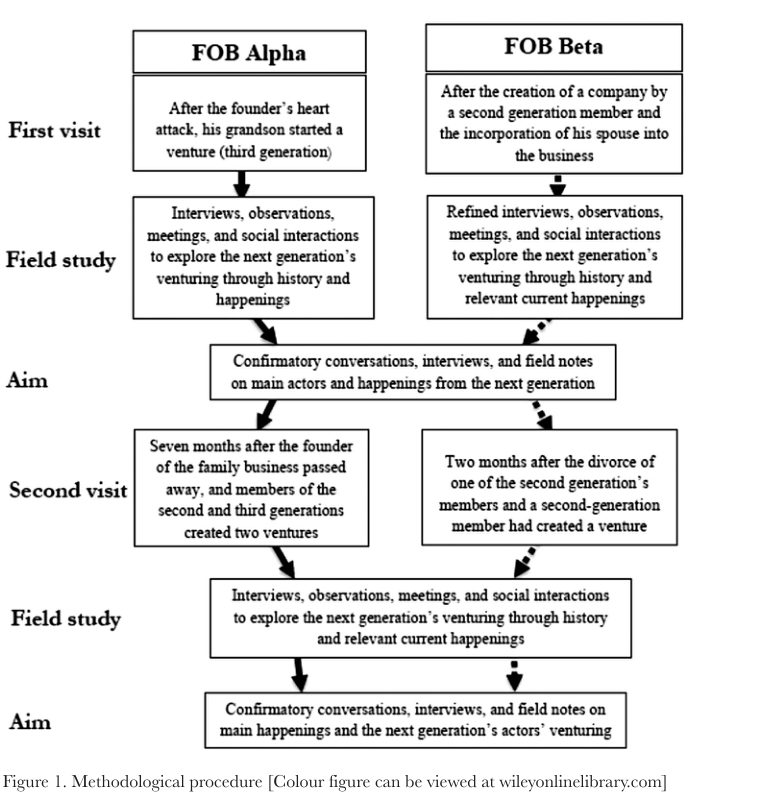 FOB Alpha
FOB Beta
First visit
After the founder’s heart
attack, his grandson started a
venture (third generation)
After the creation of a company by
a second generation member and
the incorporation of his spouse into
the business
Field study
Interviews, observations,
meetings, and social interactions
to explore the next generation’s
venturing through history and
happenings
Refined interviews, observations,
meetings, and social interactions
to explore the next generation’s
venturing through history and
relevant current happenings
Aim
Confirmatory conversations, interviews, and field notes
on main actors and happenings from the next generation
Second visit
Seven months after the founder
of the family business passed
away, and members of the
second and third generations
created two ventures
Two months after the divorce of
one of the second generation’s
members and a second-generation
member had created a venture
Field study
Interviews, observations, meetings, and social interactions
to explore the next generation’s venturing through history
and relevant current happenings
Aim
Confirmatory conversations, interviews, and field notes on
main happenings and the next generation’s actors’ venturing
Figure 1. Methodological procedure [Colour figure can be viewed at wileyonlinelibrary.com]